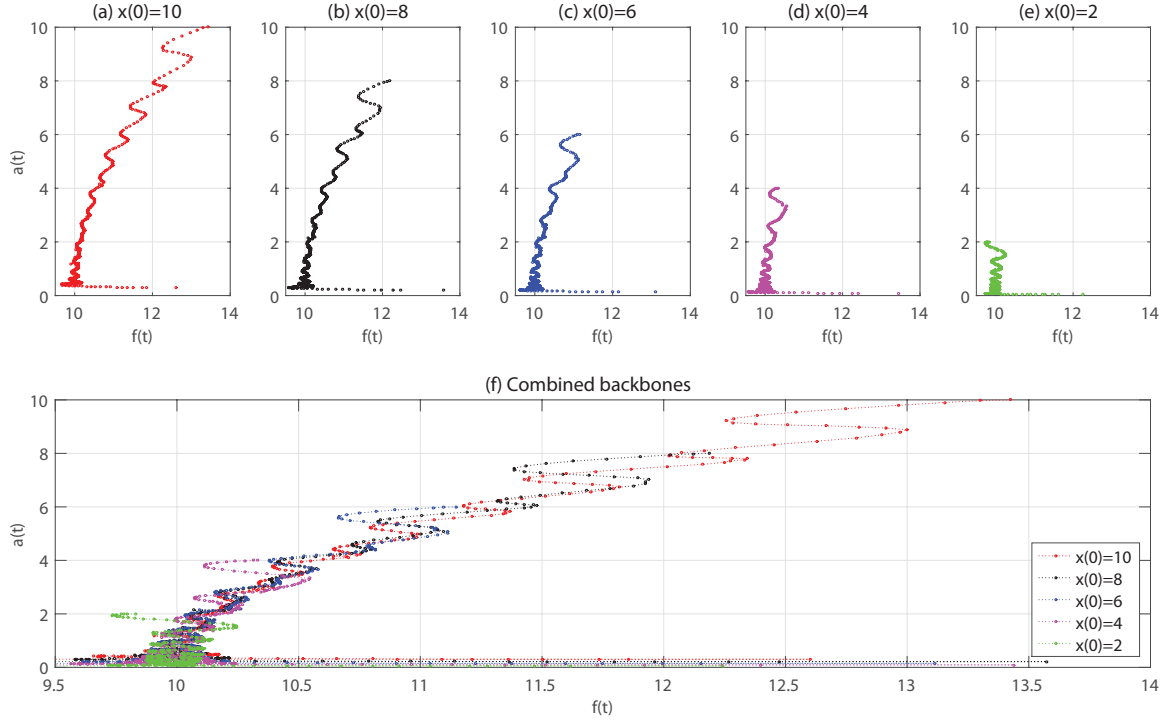 (a) x(0)=10 (b) x(0)=8 (c) x(0)=6 (d) x(0)=4 (e) x(0)=2
10 10 10 10 10
8 8 8 8 8
6 6 6 6 6
a(t)
4 4 4 4 4
2 2 2 2 2
0 0 0 0 0
10 12 14 10 12 14 10 12 14 10 12 14 10 12 14
f(t) f(t) f(t) f(t) f(t)
(f) Combined backbones
10
8
6
a(t)
4
2
0
x(0)=10
x(0)=8
x(0)=6
x(0)=4
x(0)=2
9.5 10 10.5 11 11.5 12 12.5 13 13.5 14
f(t)